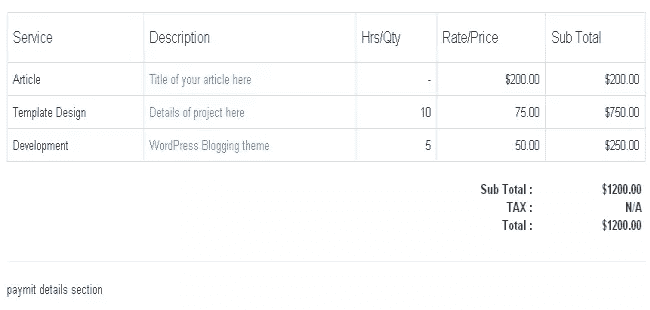 Service Description Hrs/Qty Rate/Price Sub Total
Article Title of your article here - $200.00 $200.00
Template Design Details of project here 10 75.00 $750.00
Development WordPress Blogging theme 5 50.00 $250.00
Sub Total : $1200.00
TAX : N/A
Total : $1200.00
paymit details section